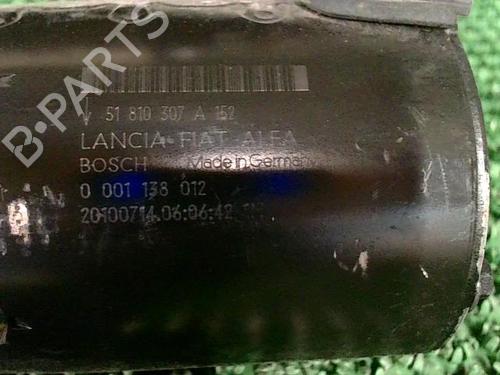 B-PARTS
V 51 810 307 A 152
LANCIA-FIAT ALFA
BOSCH Made in Germany
0 001 138 012
20100714.06:06:42